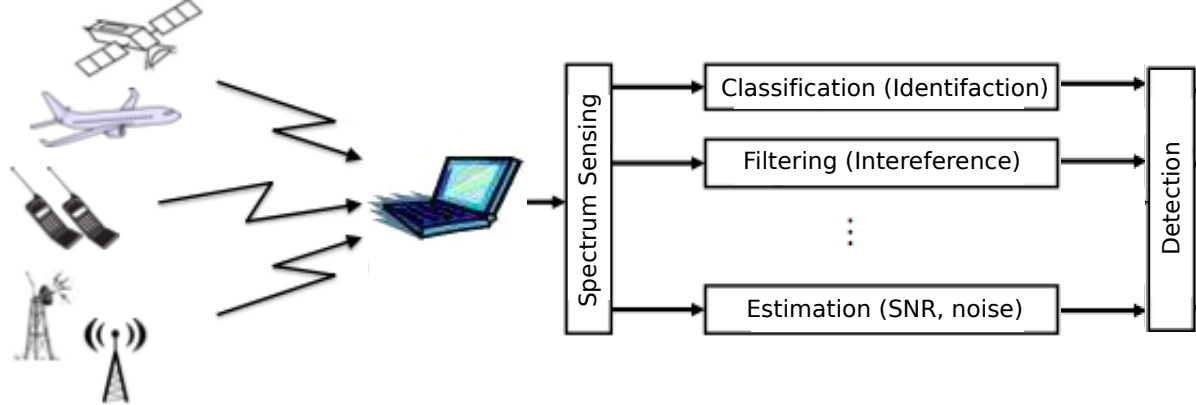 Spectrum Sensing
Classification (Identifaction)
Filtering (Intereference)
Estimation (SNR, noise)
Detection